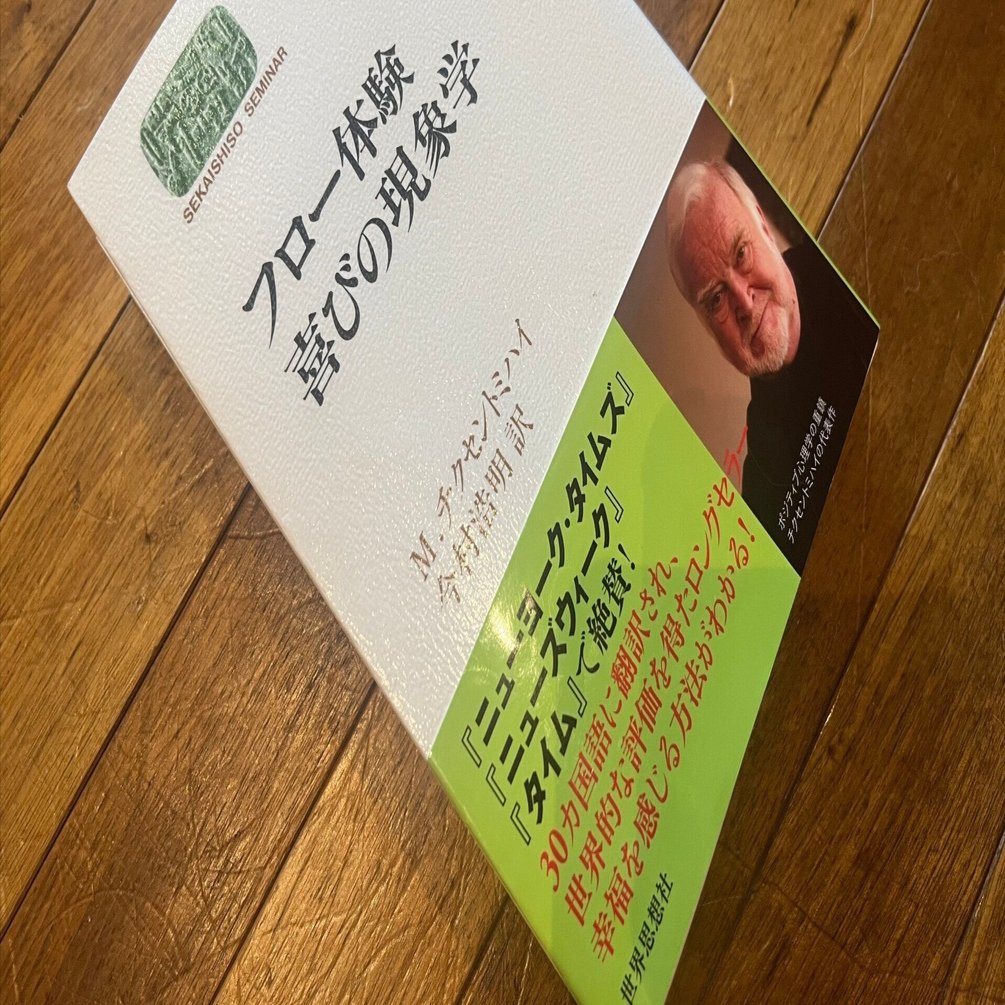 SEKAISHISO SEMINAR
フロー体験
喜びの現象学
M. チクセントミハイ
今村浩明 訳
『ニューヨーク・タイムズ』
『ニューズウィーク』
『タイム』で絶賛!
30カ国語に翻訳され、
世界的な評価を得たロングセラー
幸福を感じる方法がわかる!
ポジティブ心理学の重鎮
チクセントミハイの代表作
世界思想社